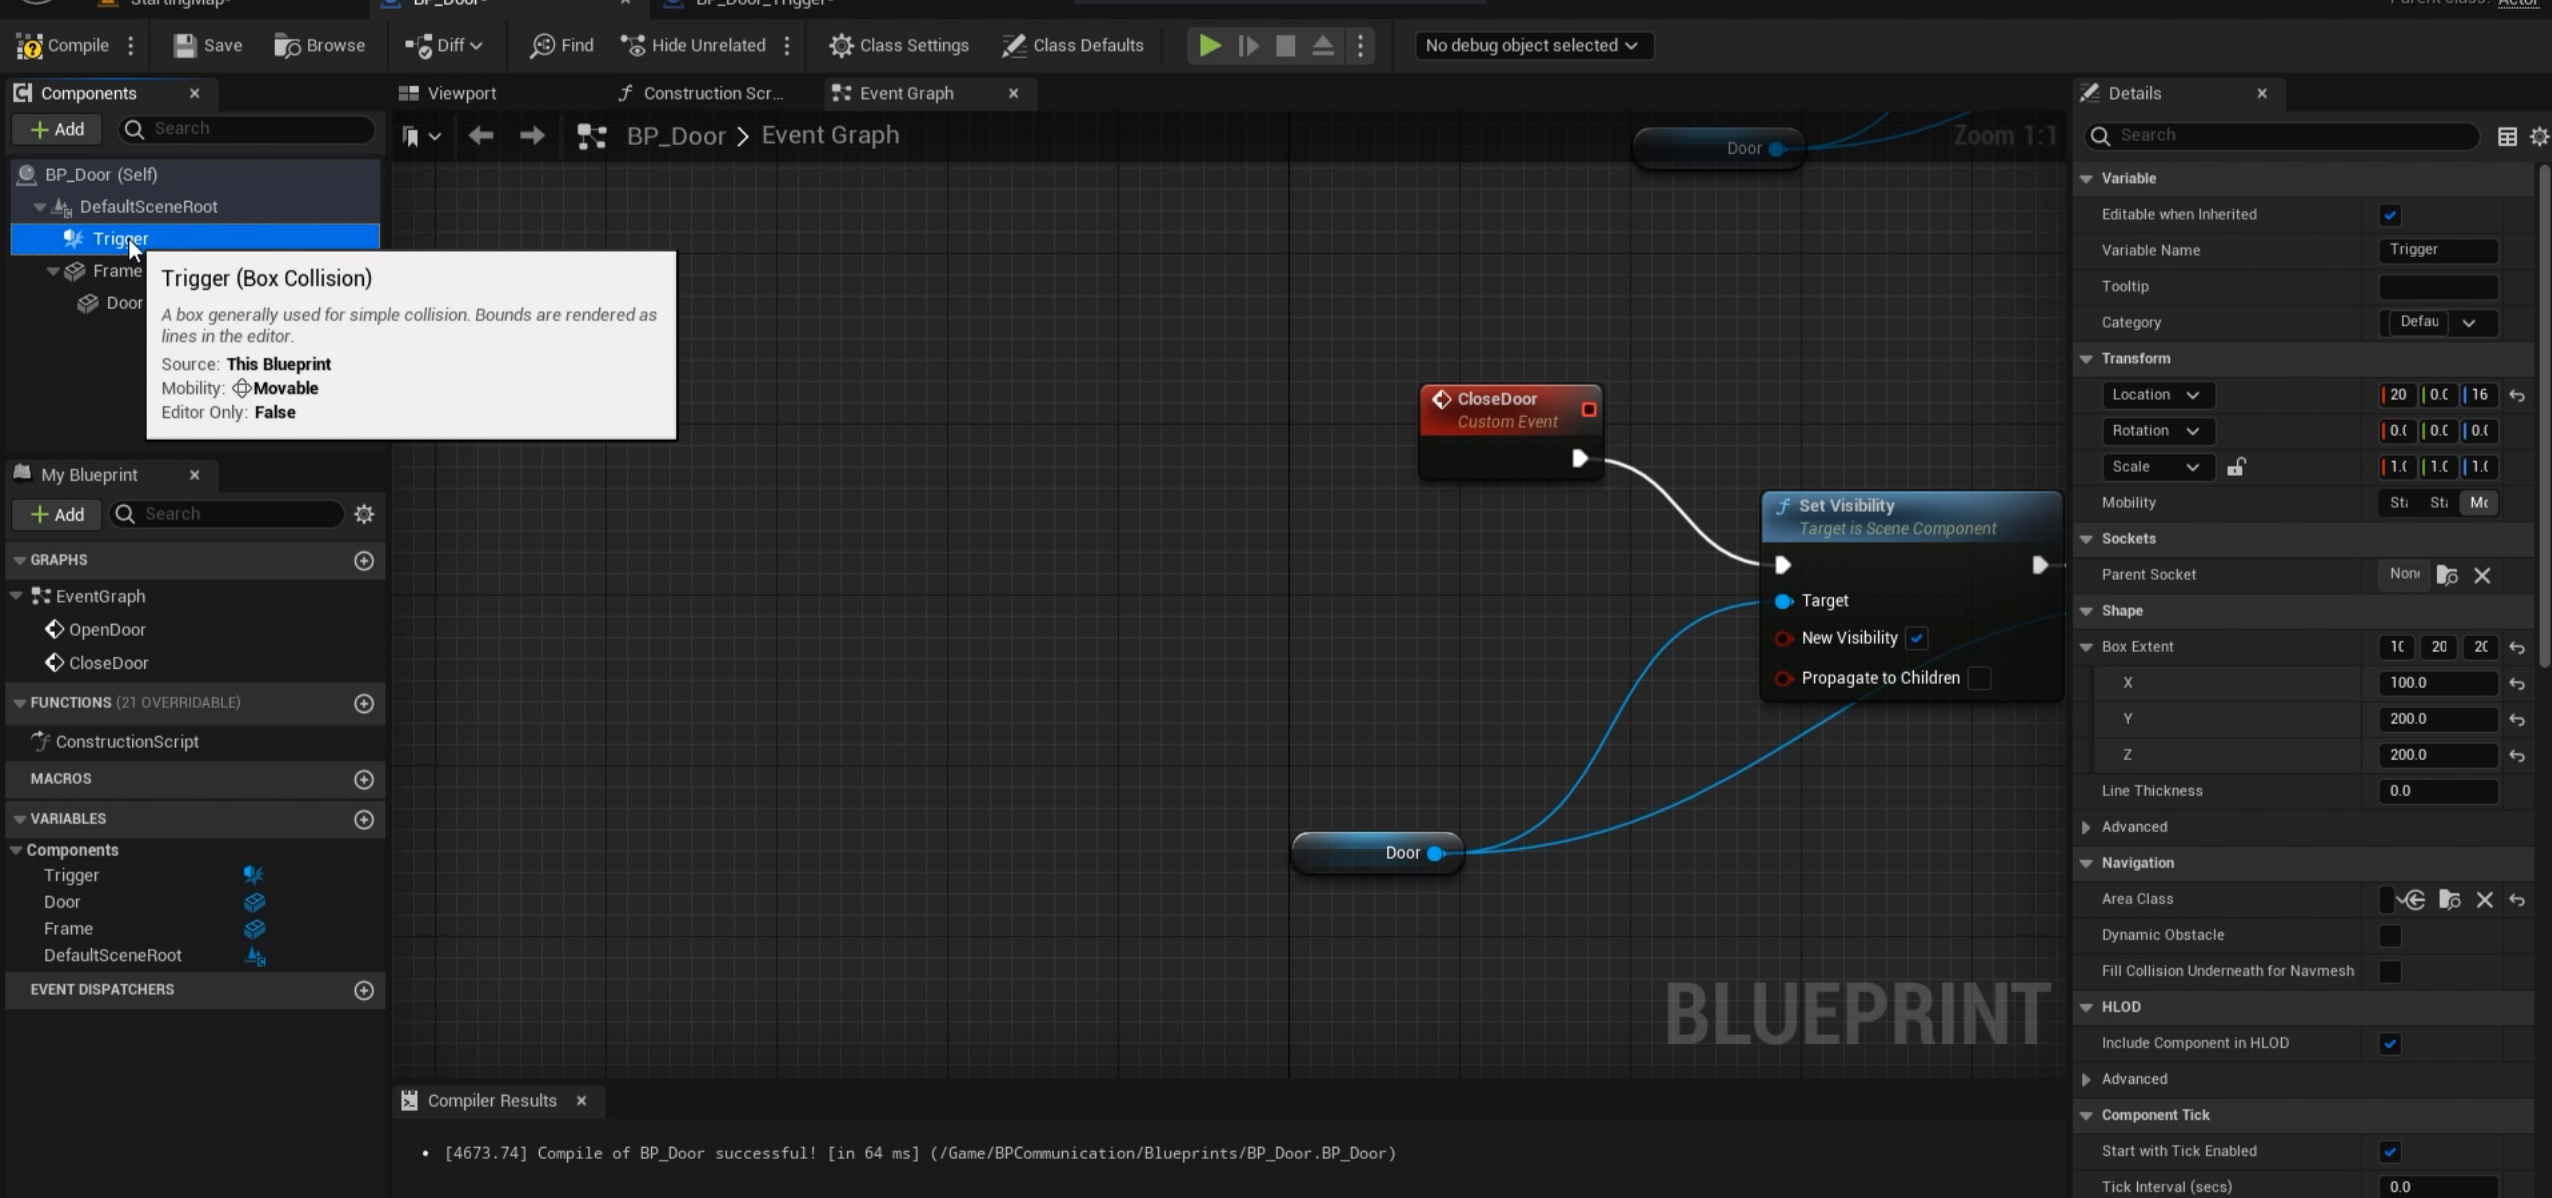 StartingMap*
BP_Door*
BP_Door_Trigger*
Parent class: Actor
Compile
Save
Browse
Diff
Find
Hide Unrelated
Class Settings
Class Defaults
No debug object selected
Components
Viewport
Construction Scr...
Event Graph
Details
Add
Search
BP_Door > Event Graph
Zoom 1:1
Search
BP_Door (Self)
DefaultSceneRoot
Trigger
Frame
Door
Trigger (Box Collision)
A box generally used for simple collision. Bounds are rendered as
lines in the editor.
Source: This Blueprint
Mobility: Movable
Editor Only: False
Door
CloseDoor
Custom Event
Set Visibility
Target is Scene Component
Target
New Visibility
Propagate to Children
Door
BLUEPRINT
My Blueprint
Add
Search
GRAPHS
EventGraph
OpenDoor
CloseDoor
FUNCTIONS (21 OVERRIDABLE)
ConstructionScript
MACROS
VARIABLES
Components
Trigger
Door
Frame
DefaultSceneRoot
EVENT DISPATCHERS
Compiler Results
• [4673.74] Compile of BP_Door successful! [in 64 ms] (/Game/BPCommunication/Blueprints/BP_Door.BP_Door)
Variable
Editable when Inherited
Variable Name Trigger
Tooltip
Category Defau
Transform
Location 20 0.0 16
Rotation 0.0 0.0 0.0
Scale 1.0 1.0 1.0
Mobility Sta Sta Mo
Sockets
Parent Socket None
Shape
Box Extent 10 20 20
X 100.0
Y 200.0
Z 200.0
Line Thickness 0.0
Advanced
Navigation
Area Class
Dynamic Obstacle
Fill Collision Underneath for Navmesh
HLOD
Include Component in HLOD
Advanced
Component Tick
Start with Tick Enabled
Tick Interval (secs) 0.0